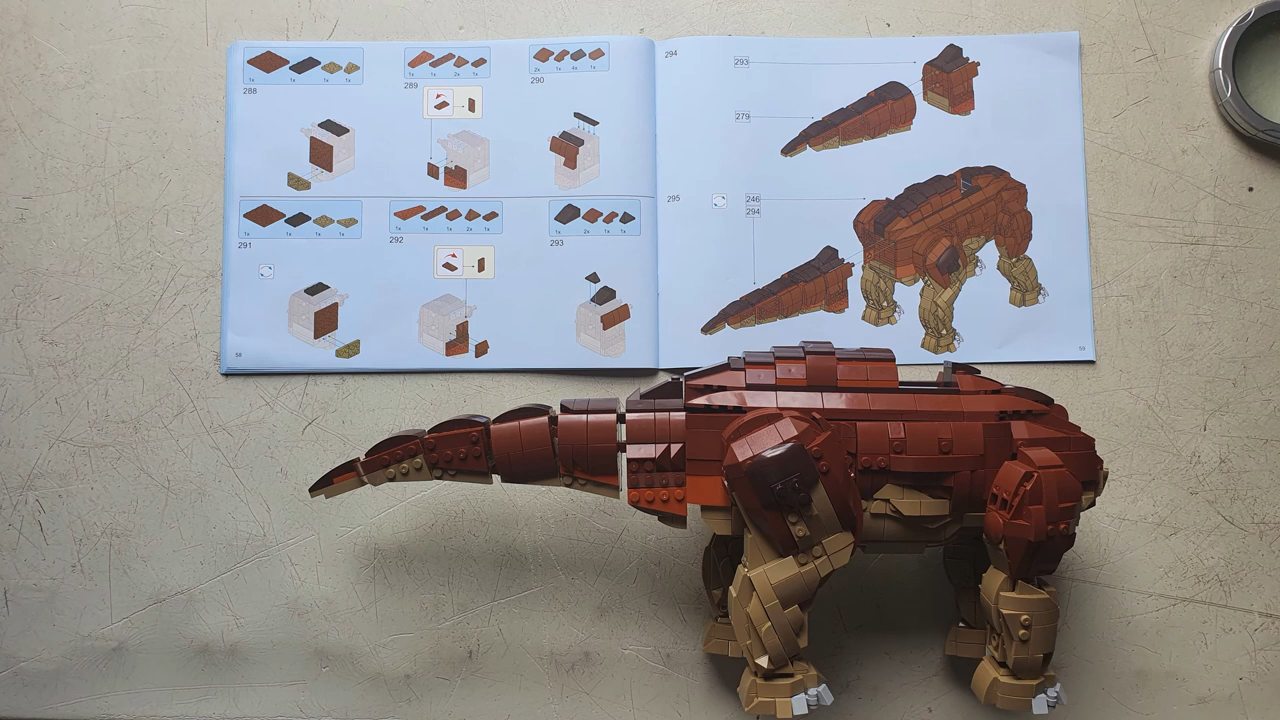 1x 1x 1x 1x
288
1x 1x 2x 1x
289
2x 1x 4x 1x
290
1x 1x 1x 1x
291
1x 1x 1x 2x 1x
292
1x 2x 1x 1x
293
58
294
293
279
295
246
294
59